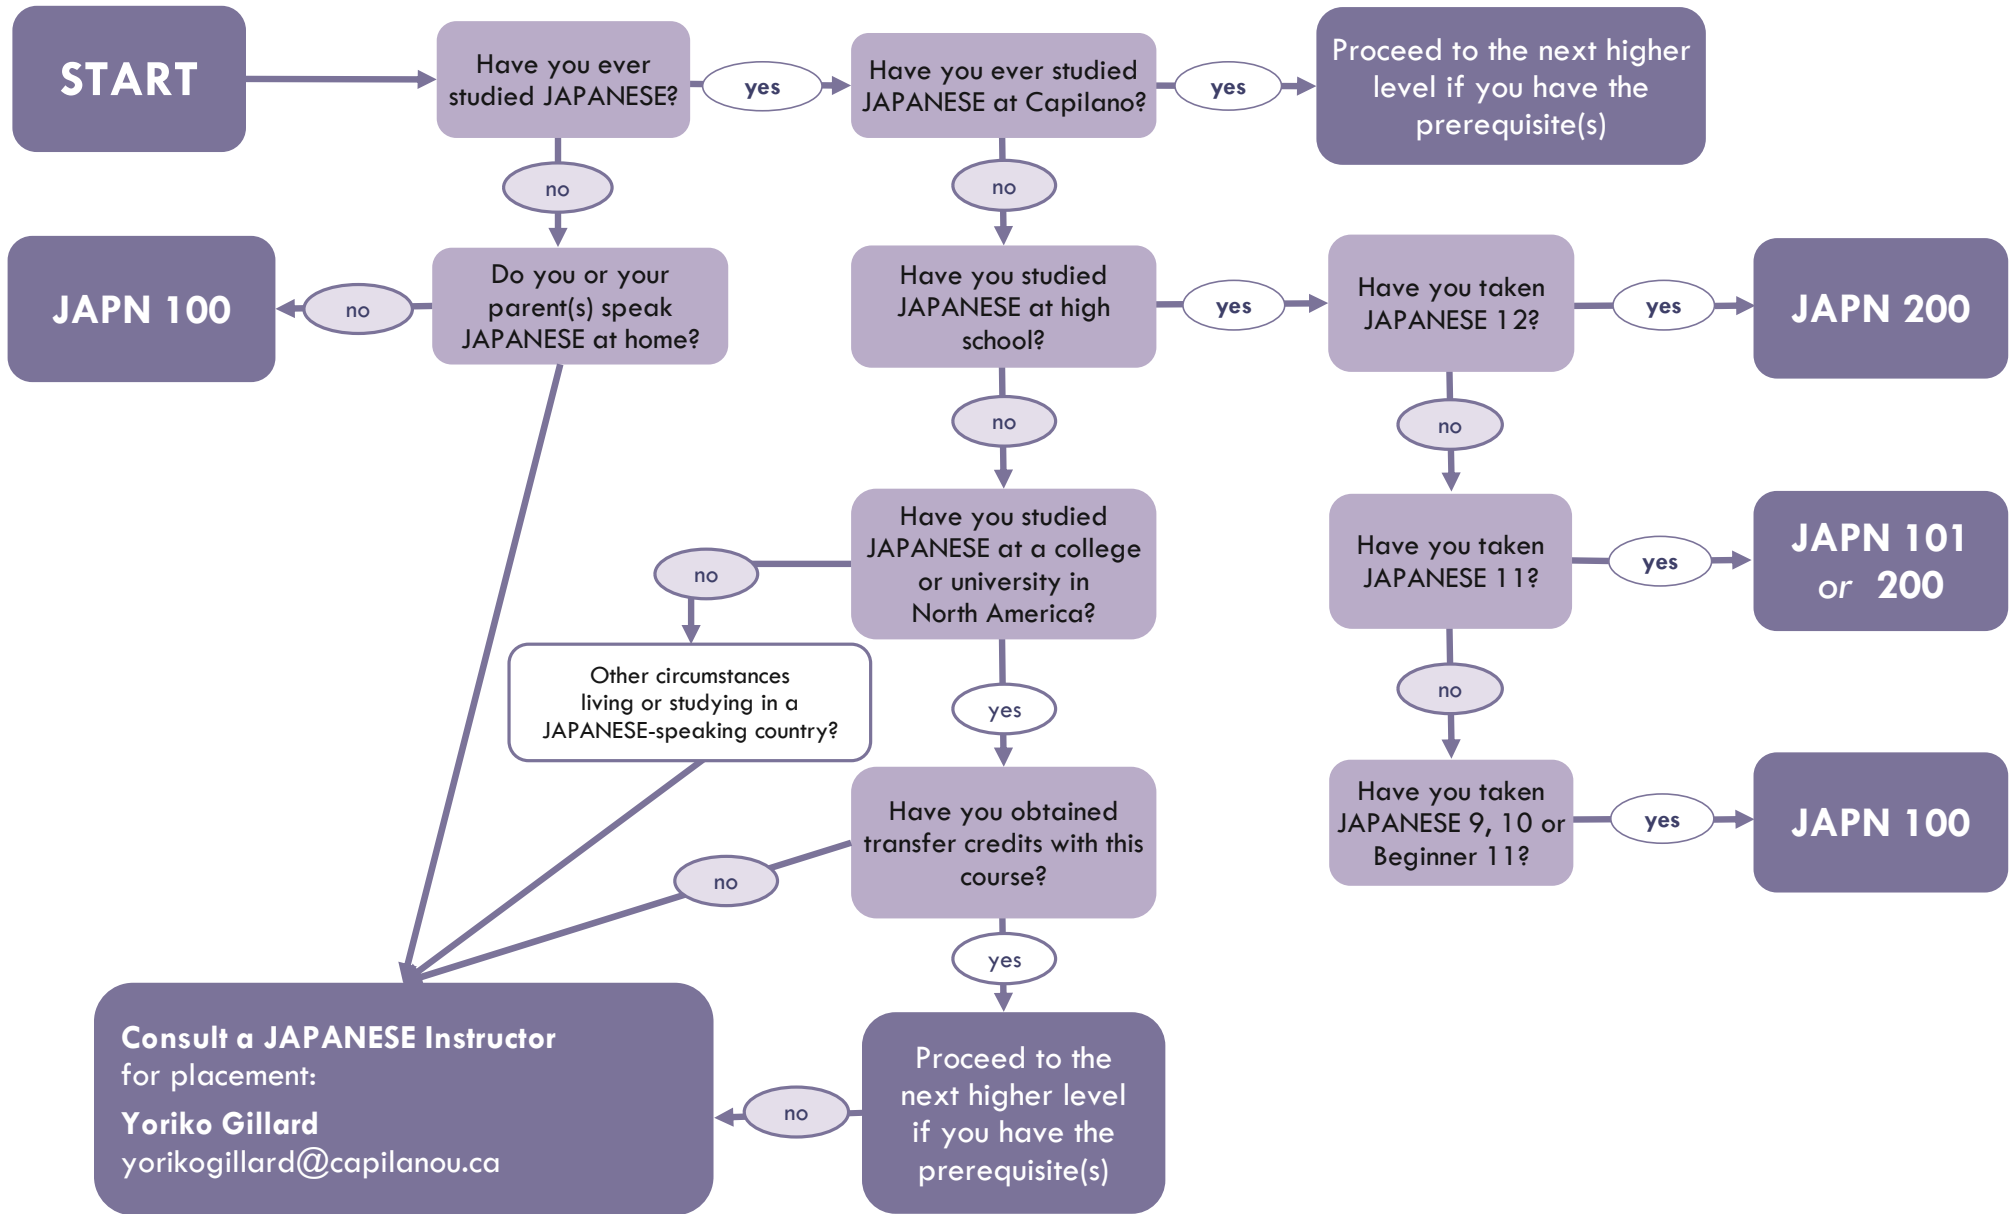 START
Have you ever
studied JAPANESE?
yes
Have you ever studied
JAPANESE at Capilano?
yes
Proceed to the next higher
level if you have the
prerequisite(s)
no
no
JAPN 100
no
Do you or your
parent(s) speak
JAPANESE at home?
Have you studied
JAPANESE at high
school?
yes
Have you taken
JAPANESE 12?
yes
JAPN 200
no
no
Have you studied
JAPANESE at a college
or university in
North America?
no
Have you taken
JAPANESE 11?
yes
JAPN 101
or 200
Other circumstances
living or studying in a
JAPANESE-speaking country?
yes
no
Have you obtained
transfer credits with this
course?
no
Have you taken
JAPANESE 9, 10 or
Beginner 11?
yes
JAPN 100
yes
Consult a JAPANESE Instructor
for placement:
Yoriko Gillard
yorikogillard@capilanou.ca
no
Proceed to the
next higher level
if you have the
prerequisite(s)